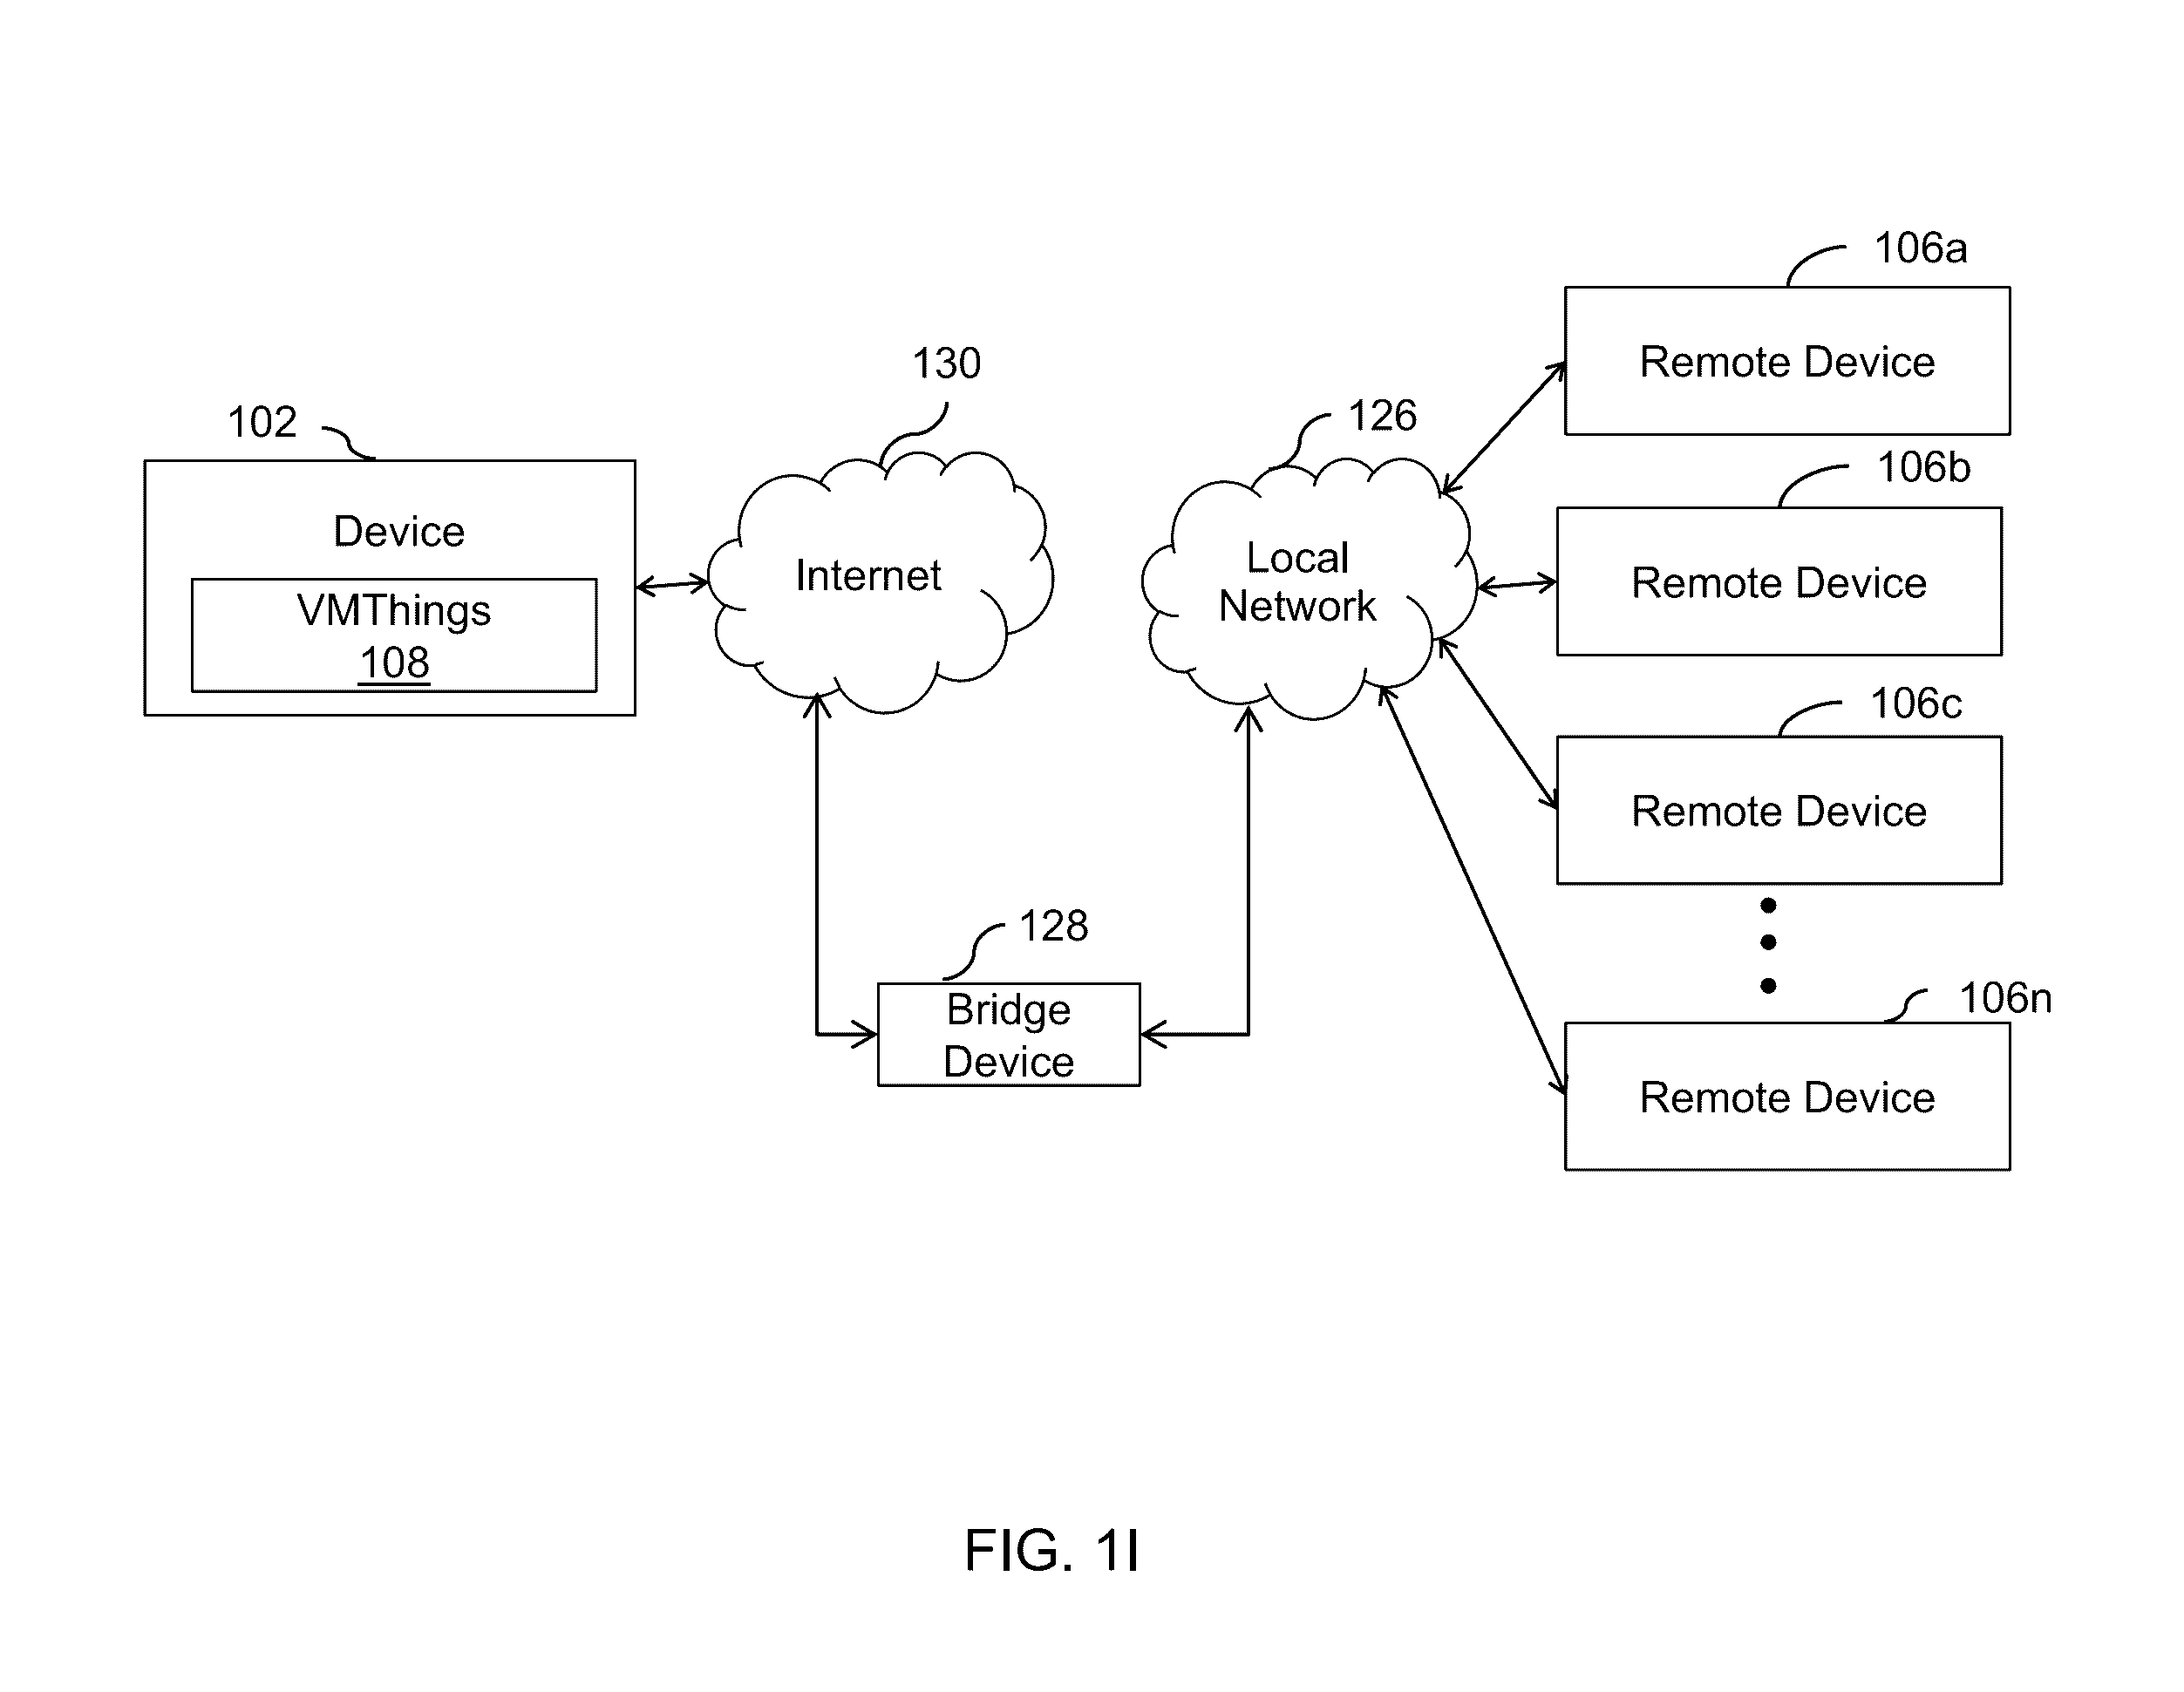 106a
Remote Device
130
102
126
106b
Device
Internet
Local
Network
Remote Device
VMThings
108
106c
Remote Device
128
Bridge
Device
106n
Remote Device
FIG. 1I